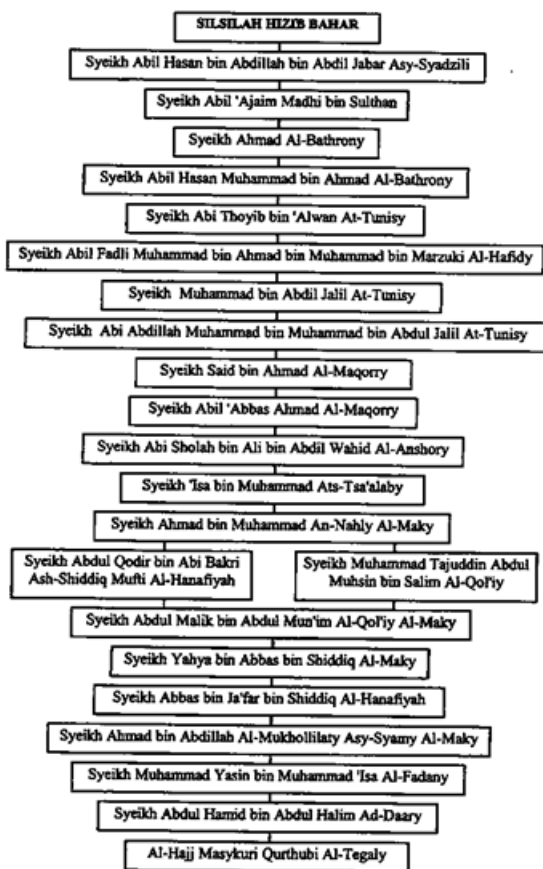 SILSILAH HIZIB BAHAR
Syeikh Abil Hasan bin Abdillah bin Abdil Jabar Asy-Syadzili
Syeikh Abil 'Ajaim Madhi bin Sulthan
Syeikh Ahmad Al-Bathrony
Syeikh Abil Hasan Muhammad bin Ahmad Al-Bathrony
Syeikh Abi Thoyib bin 'Alwan At-Tunisy
Syeikh Abil Fadli Muhammad bin Ahmad bin Muhammad bin Marzuki Al-Hafidy
Syeikh Muhammad bin Abdil Jalil At-Tunisy
Syeikh Abi Abdillah Muhammad bin Muhammad bin Abdul Jalil At-Tunisy
Syeikh Said bin Ahmad Al-Maqorry
Syeikh Abil 'Abbas Ahmad Al-Maqorry
Syeikh Abi Sholah bin Ali bin Abdil Wahid Al-Anshory
Syeikh 'Isa bin Muhammad Ats-Tsa'alaby
Syeikh Ahmad bin Muhammad An-Nahly Al-Maky
Syeikh Abdul Qodir bin Abi Bakri
Ash-Shiddiq Mufti Al-Hanafiyah
Syeikh Muhammad Tajuddin Abdul
Muhsin bin Salim Al-Qol'iy
Syeikh Abdul Malik bin Abdul Mun'im Al-Qol'iy Al-Maky
Syeikh Yahya bin Abbas bin Shiddiq Al-Maky
Syeikh Abbas bin Ja'far bin Shiddiq Al-Hanafiyah
Syeikh Ahmad bin Abdillah Al-Mukhollilaty Asy-Syamy Al-Maky
Syeikh Muhammad Yasin bin Muhammad 'Isa Al-Fadany
Syeikh Abdul Hamid bin Abdul Halim Ad-Daary
Al-Hajj Masykuri Qurthubi Al-Tegaly